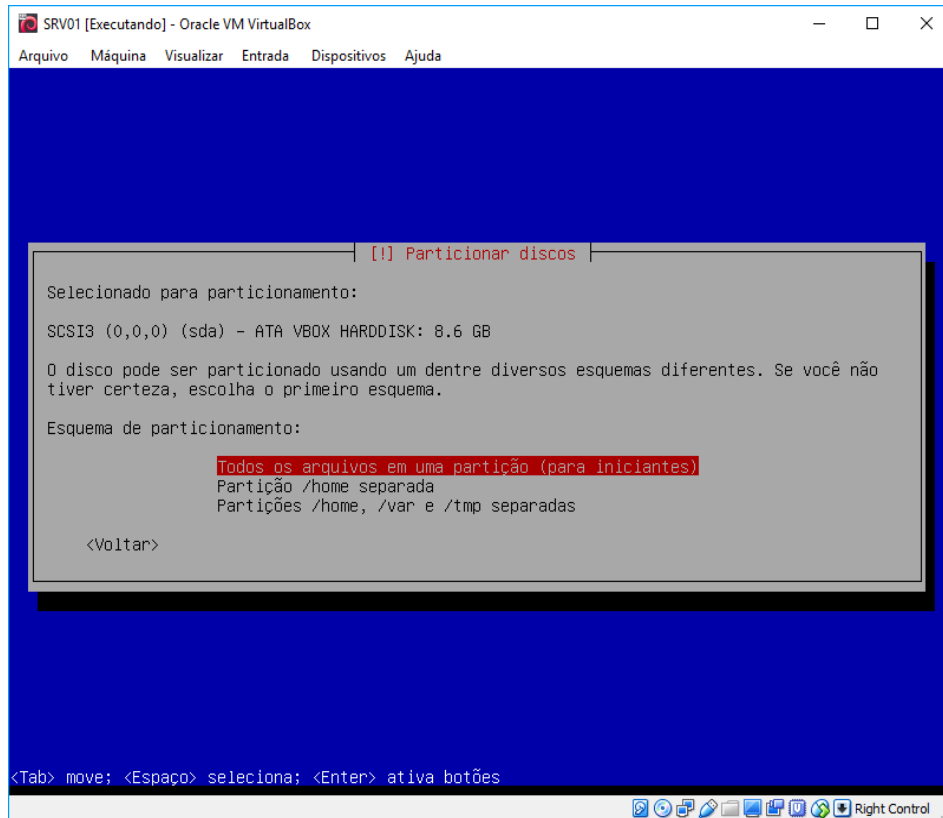 SRV01 [Executando] - Oracle VM VirtualBox
Arquivo Máquina Visualizar Entrada Dispositivos Ajuda
[!] Particionar discos
Selecionado para particionamento:
SCSI3 (0,0,0) (sda) - ATA VBOX HARDDISK: 8.6 GB
O disco pode ser particionado usando um dentre diversos esquemas diferentes. Se você não
tiver certeza, escolha o primeiro esquema.
Esquema de particionamento:
Todos os arquivos em uma partição (para iniciantes)
Partição /home separada
Partições /home, /var e /tmp separadas
<Voltar>
<Tab> move; <Espaço> seleciona; <Enter> ativa botões
Right Control